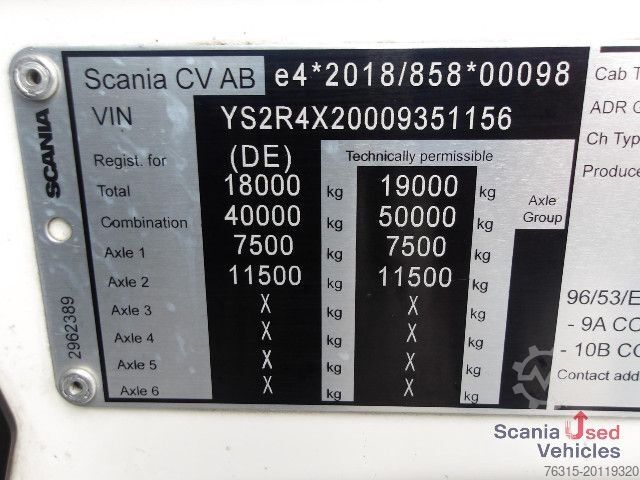 Scania CV AB e4*2018/858*00098
VIN YS2R4X20009351156
Regist. for (DE) Technically permissible
Total 18000 kg 19000 kg
Combination 40000 kg 50000 kg
Axle Group
Axle 1 7500 kg 7500 kg
Axle 2 11500 kg 11500 kg
Axle 3 X kg X kg
Axle 4 X kg X kg
Axle 5 X kg X kg
Axle 6 X kg X kg
SCANIA
2962389
Cab T
ADR C
Ch Typ
Produce
96/53/E
- 9A CO
- 10B CO
Contact add
Scania Used
Vehicles
76315-20119320